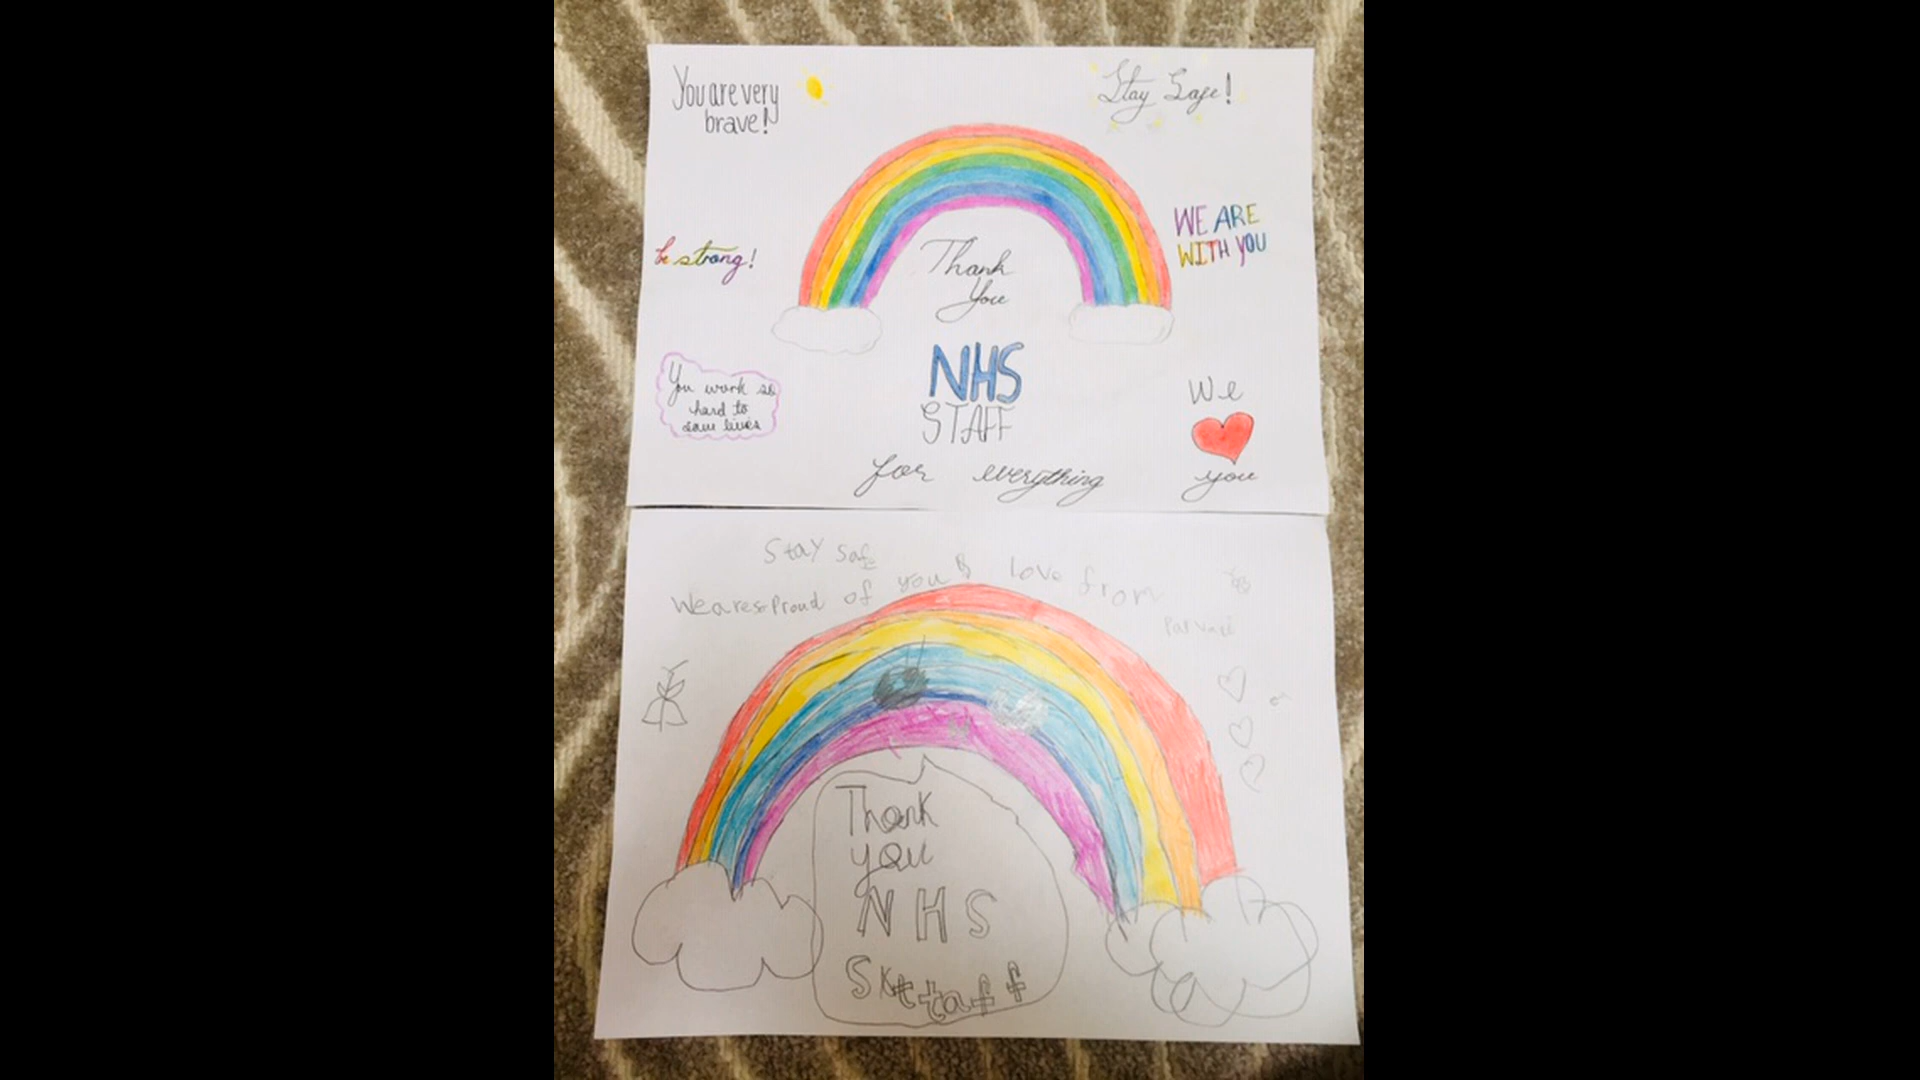 You are very
brave!
Stay Safe!
WE ARE
WITH YOU
be strong!
Thank
You
NHS
STAFF
for everything
You work so
hard to
save lives
We
you
Stay safe
We are so Proud of you
Love from
Thank
you
NHS